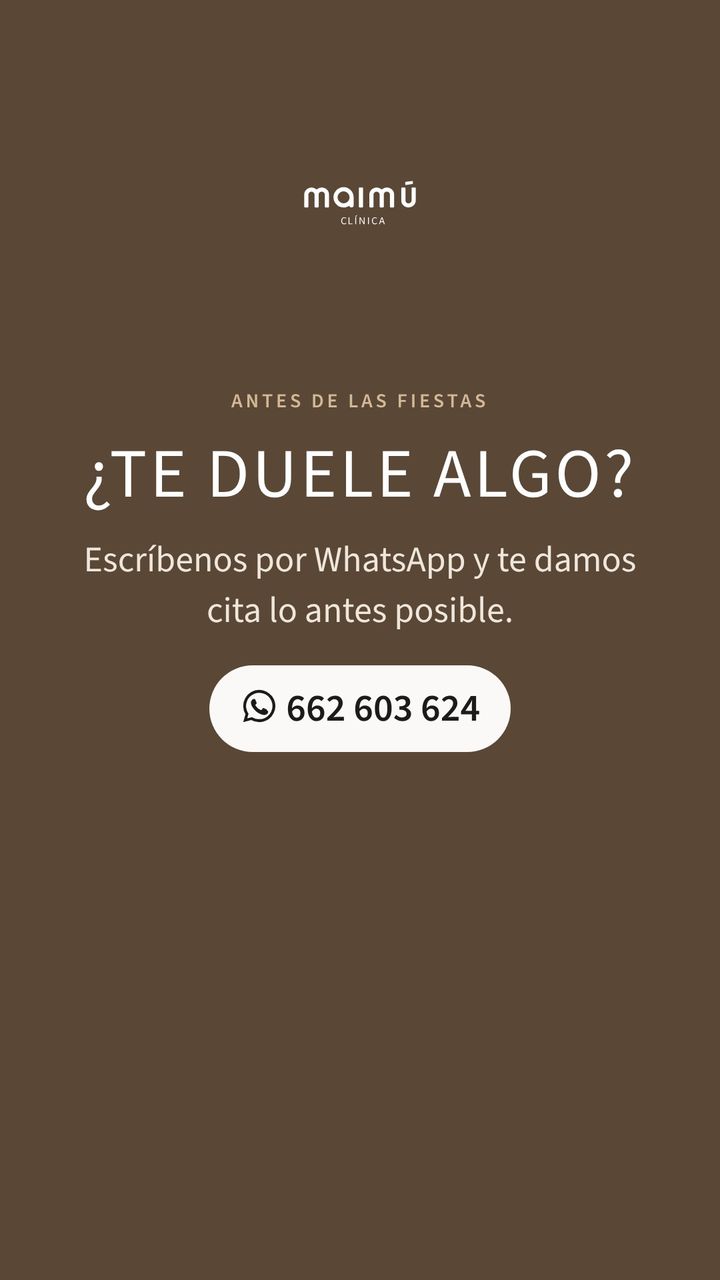 maimú
CLÍNICA
ANTES DE LAS FIESTAS
¿TE DUELE ALGO?
Escríbenos por WhatsApp y te damos
cita lo antes posible.
662 603 624